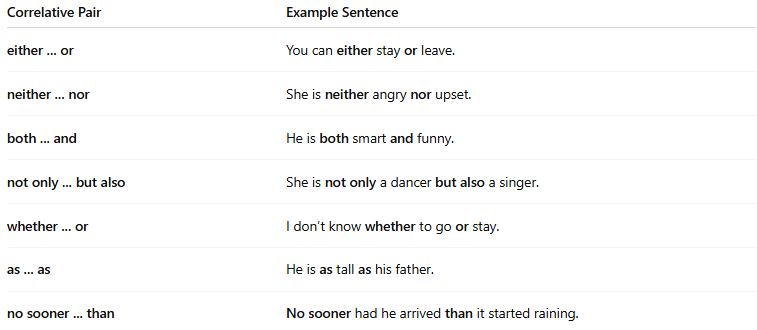 Correlative Pair Example Sentence
either ... or You can either stay or leave.
neither ... nor She is neither angry nor upset.
both ... and He is both smart and funny.
not only ... but also She is not only a dancer but also a singer.
whether ... or I don’t know whether to go or stay.
as ... as He is as tall as his father.
no sooner ... than No sooner had he arrived than it started raining.